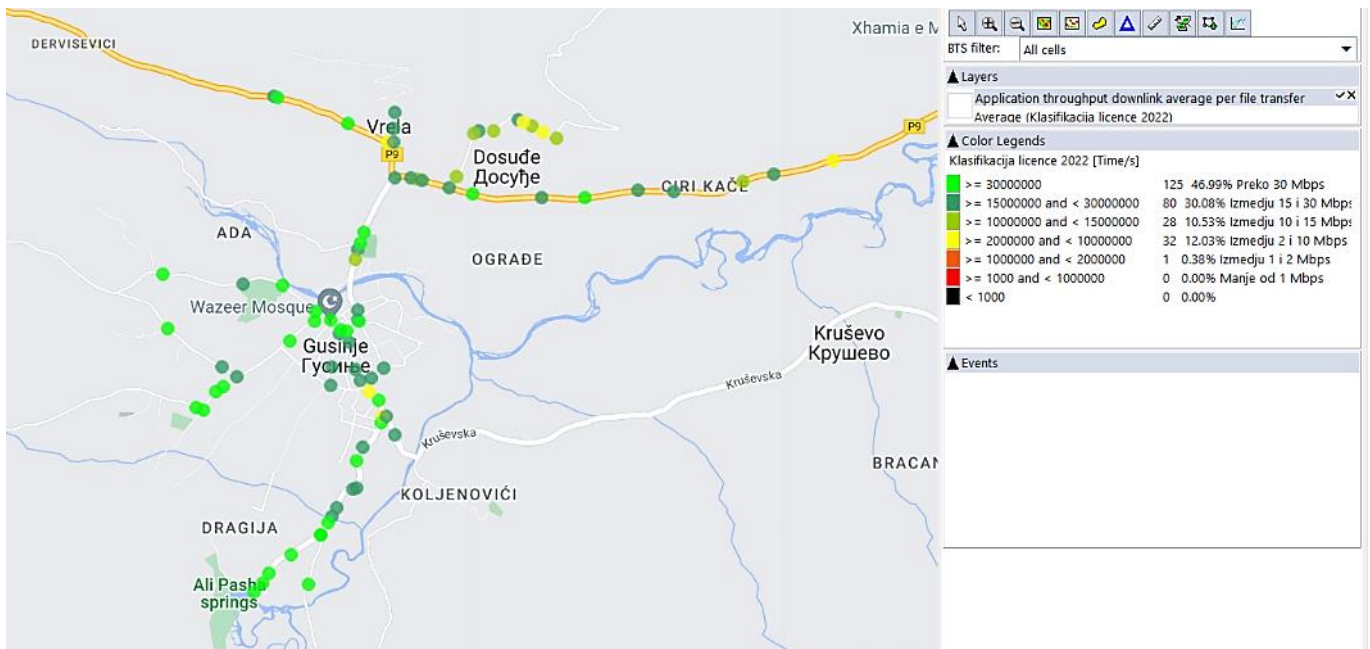 DERVISEVICI
Xhamia e M
Vrela
P9
P9
Dosuđe
Досуђе
CIRI KAČE
ADA
OGRAĐE
Wazeer Mosque
Gusinje
Гусиње
Kruševo
Крушево
Kruševska
Kruševska
BRACAN
KOLJENOVIĆI
DRAGIJA
Ali Pasha
springs
BTS filter: All cells
Layers
Application throughput downlink average per file transfer
Average (Klasifikacija licence 2022)
Color Legends
Klasifikacija licence 2022 [Time/s]
>= 30000000 125 46.99% Preko 30 Mbps
>= 15000000 and < 30000000 80 30.08% Izmedju 15 i 30 Mbps
>= 10000000 and < 15000000 28 10.53% Izmedju 10 i 15 Mbps
>= 2000000 and < 10000000 32 12.03% Izmedju 2 i 10 Mbps
>= 1000000 and < 2000000 1 0.38% Izmedju 1 i 2 Mbps
>= 1000 and < 1000000 0 0.00% Manje od 1 Mbps
< 1000 0 0.00%
Events